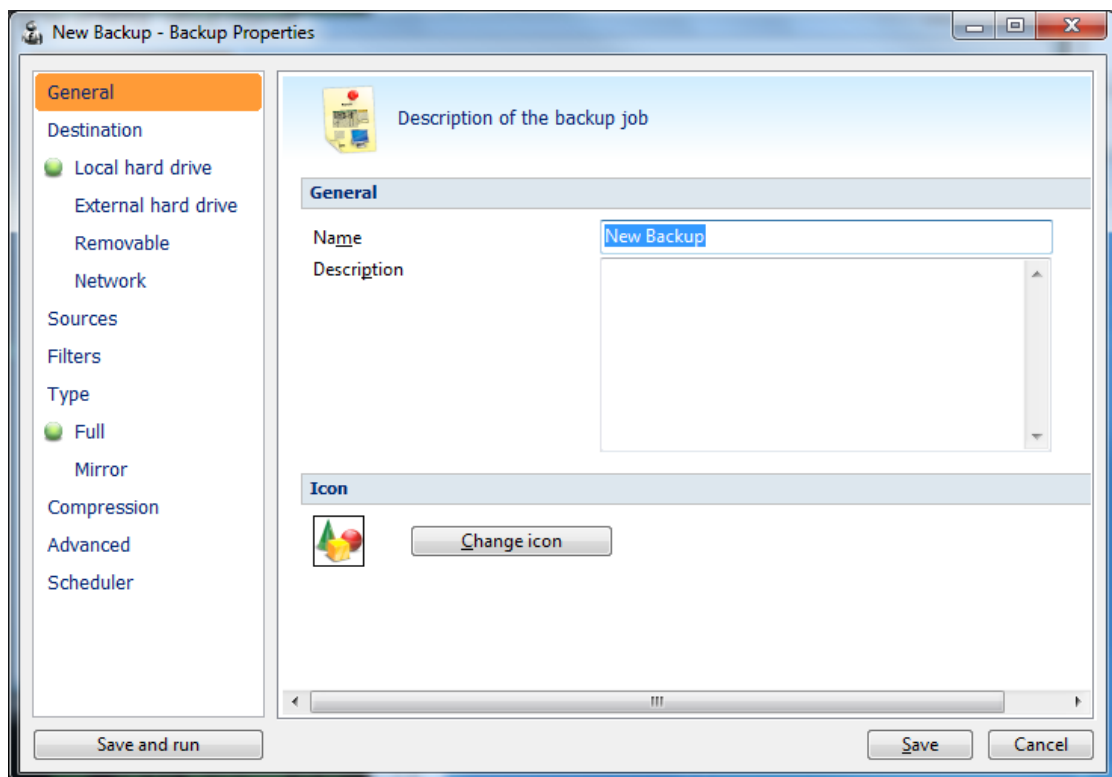 New Backup - Backup Properties
General
Destination
Local hard drive
External hard drive
Removable
Network
Sources
Filters
Type
Full
Mirror
Compression
Advanced
Scheduler
Description of the backup job
General
Name
New Backup
Description
Icon
Change icon
Save and run
Save
Cancel